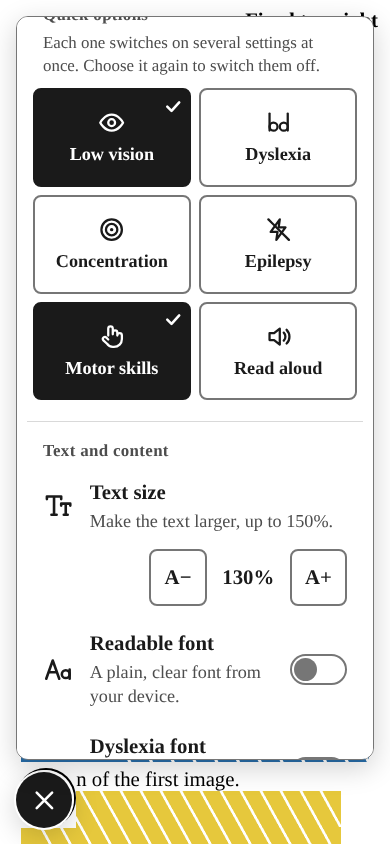 Quick options
Each one switches on several settings at
once. Choose it again to switch them off.
Low vision
Dyslexia
Concentration
Epilepsy
Motor skills
Read aloud
Text and content
Text size
Make the text larger, up to 150%.
A−
130%
A+
Readable font
A plain, clear font from
your device.
Dyslexia font
n of the first image.